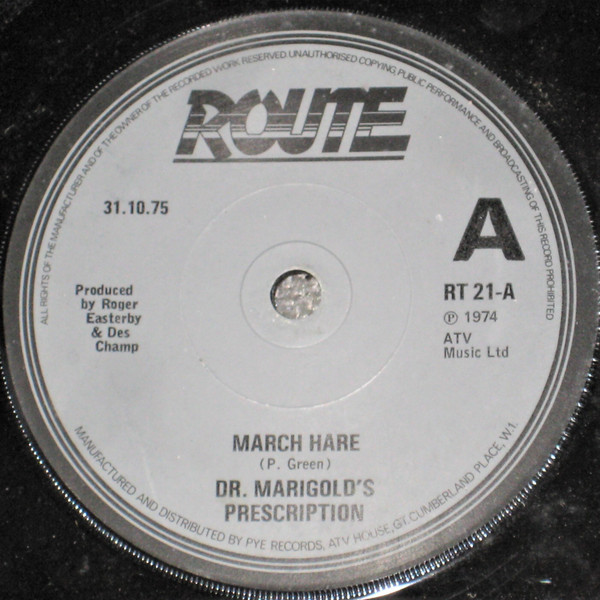 ALL RIGHTS OF THE MANUFACTURER AND OF THE OWNER OF THE RECORDED WORK RESERVED UNAUTHORISED COPYING, PUBLIC PERFORMANCE AND BROADCASTING OF THIS RECORD PROHIBITED
ROUTE
31.10.75
A
Produced
by Roger
Easterby
& Des
Champ
RT 21-A
Ⓟ 1974
ATV
Music Ltd
MARCH HARE
(P. Green)
DR. MARIGOLD'S
PRESCRIPTION
MANUFACTURED AND DISTRIBUTED BY PYE RECORDS, ATV HOUSE, GT. CUMBERLAND PLACE, W.1.